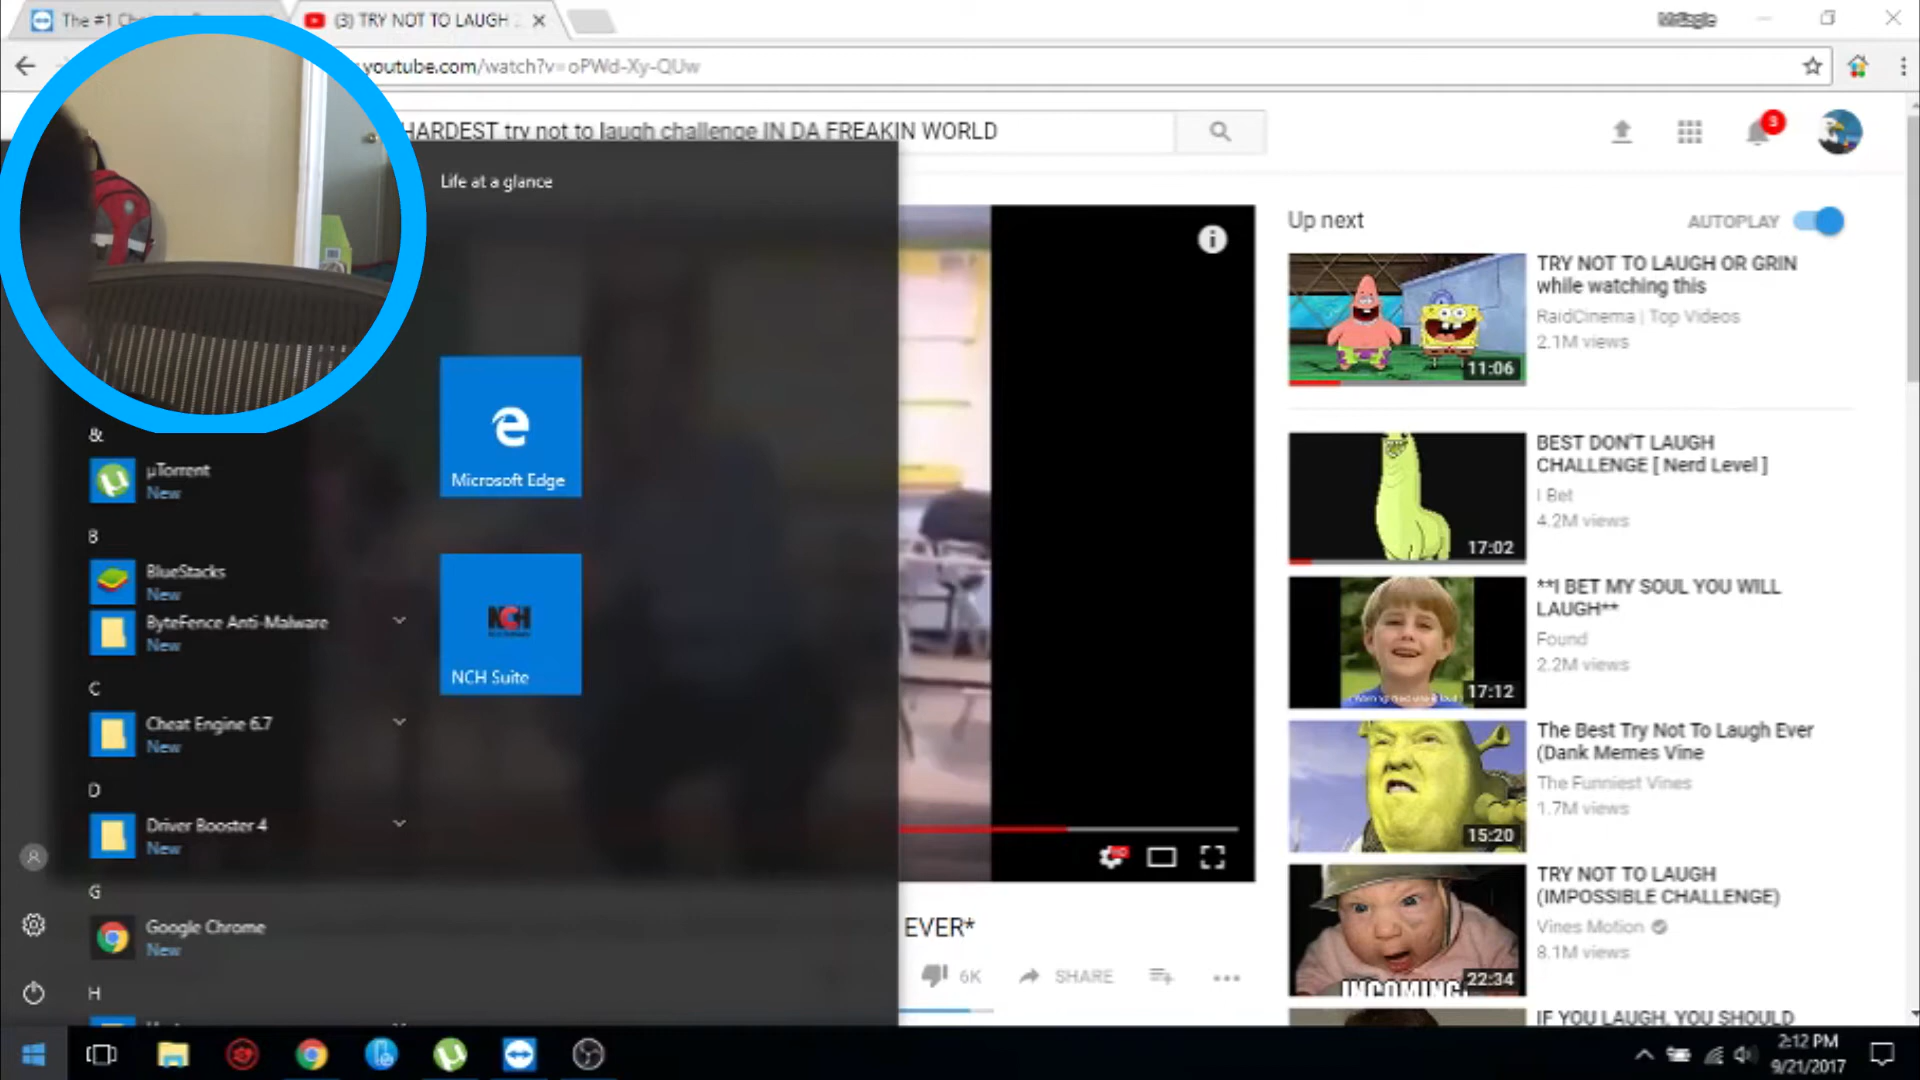 The #1
(3) TRY NOT TO LAUGH
youtube.com/watch?v=oPWd-Xy-QUw
HARDEST try not to laugh challenge IN DA FREAKIN WORLD
3
Life at a glance
Microsoft Edge
NCH
NCH Suite
&
µTorrent
New
B
BlueStacks
New
ByteFence Anti-Malware
New
C
Cheat Engine 6.7
New
D
Driver Booster 4
New
G
Google Chrome
New
H
HD
EVER*
6K
SHARE
Up next
AUTOPLAY
TRY NOT TO LAUGH OR GRIN
while watching this
RaidCinema | Top Videos
2.1M views
11:06
BEST DON'T LAUGH
CHALLENGE [ Nerd Level ]
I Bet
4.2M views
17:02
**I BET MY SOUL YOU WILL
LAUGH**
Found
2.2M views
17:12
The Best Try Not To Laugh Ever
(Dank Memes Vine
The Funniest Vines
1.7M views
15:20
TRY NOT TO LAUGH
(IMPOSSIBLE CHALLENGE)
Vines Motion
8.1M views
22:34
INCOMING!
IF YOU LAUGH, YOU SHOULD
2:12 PM
9/21/2017